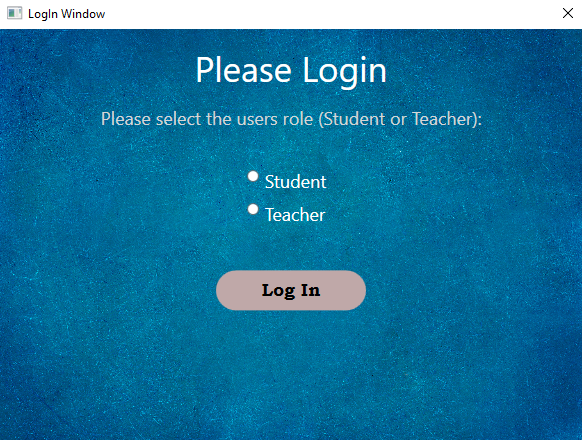 LogIn Window
Please Login
Please select the users role (Student or Teacher):
Student
Teacher
Log In